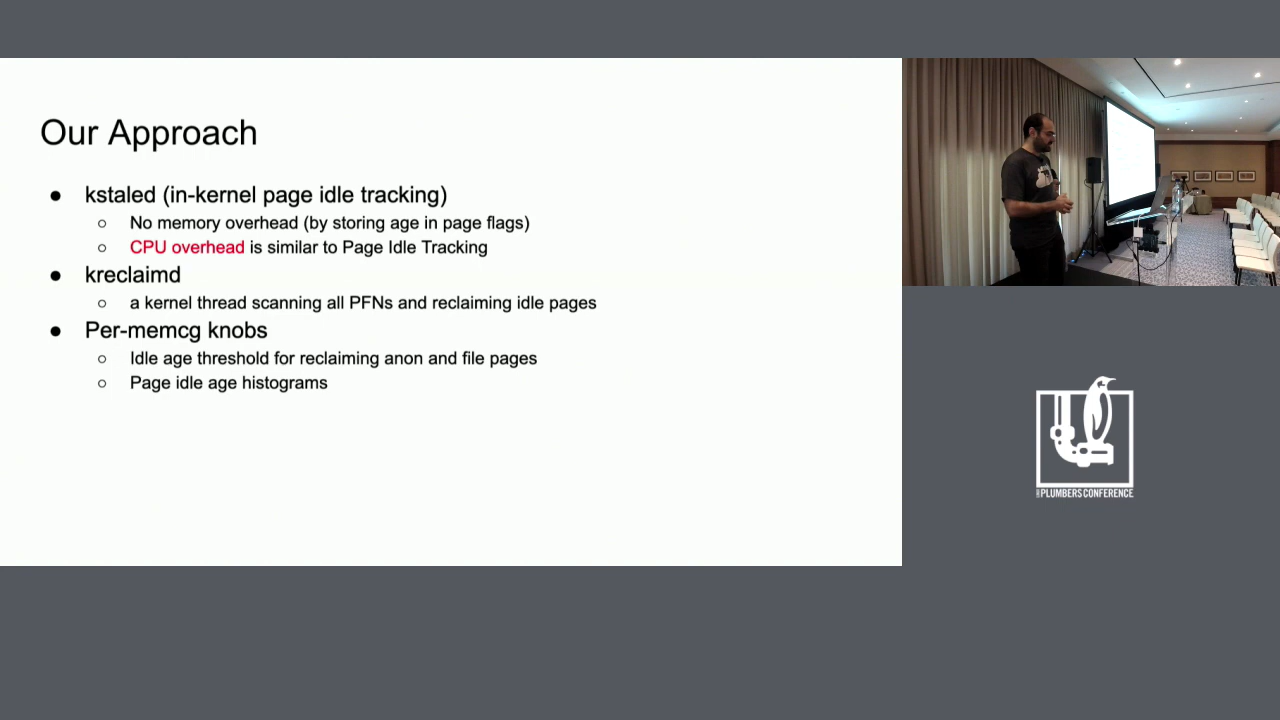 Our Approach
● kstaled (in-kernel page idle tracking)
○ No memory overhead (by storing age in page flags)
○ CPU overhead is similar to Page Idle Tracking
● kreclaimd
○ a kernel thread scanning all PFNs and reclaiming idle pages
● Per-memcg knobs
○ Idle age threshold for reclaiming anon and file pages
○ Page idle age histograms
PLUMBERS CONFERENCE